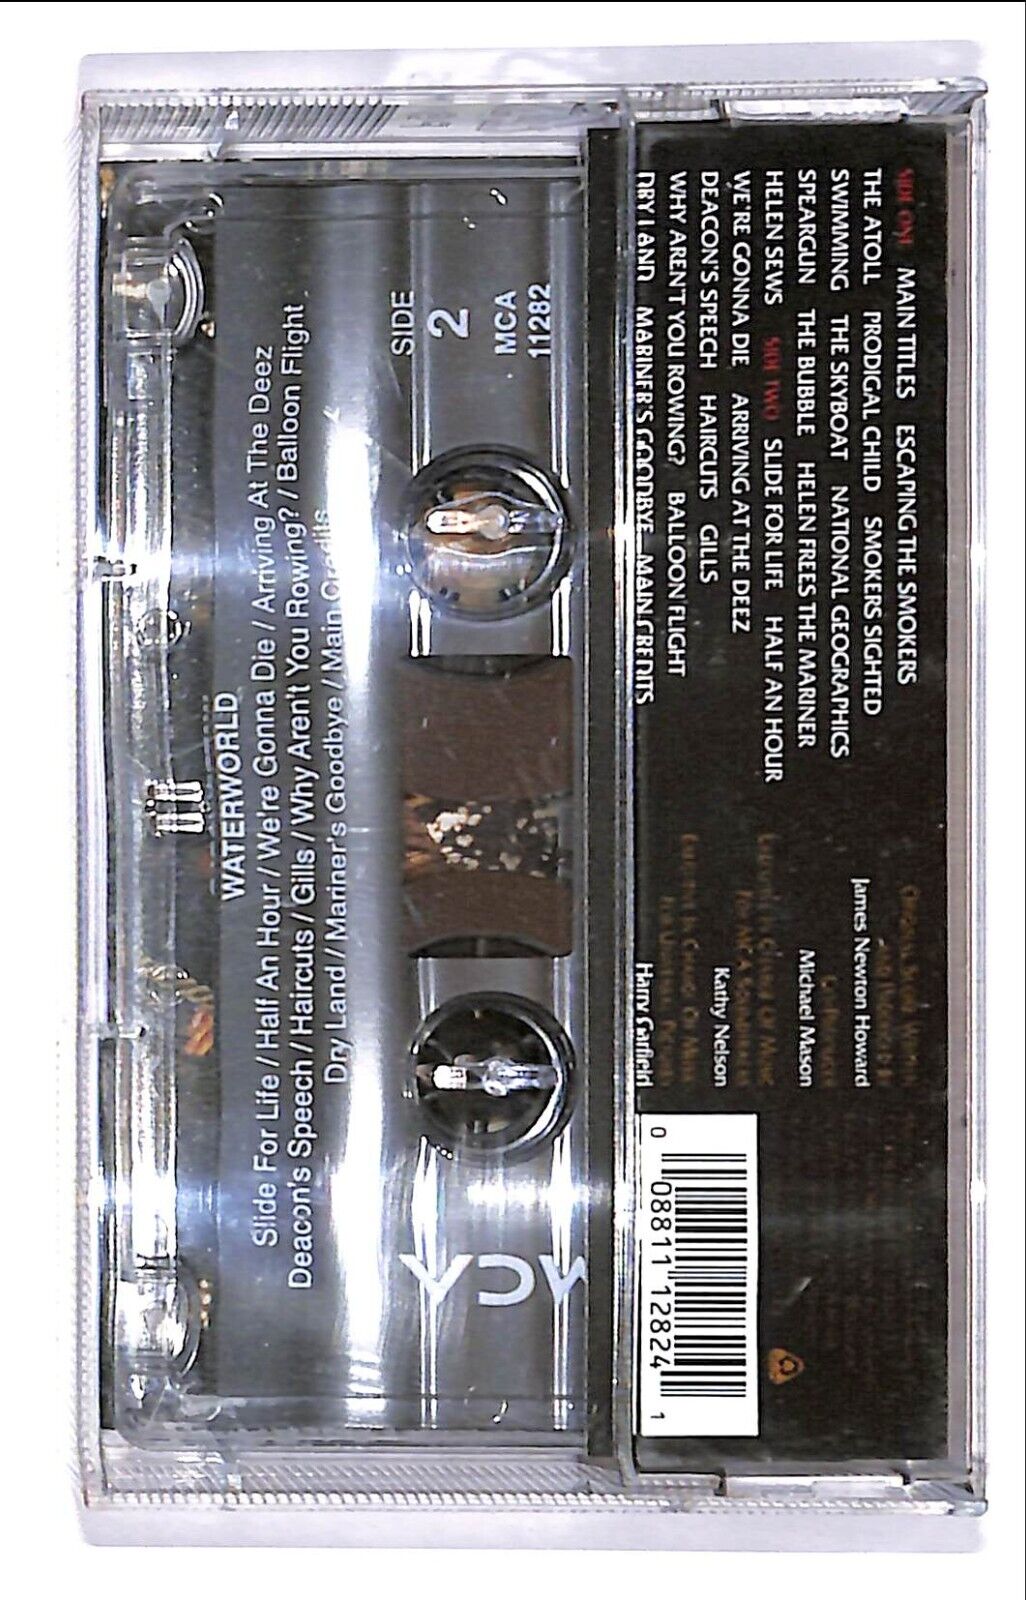 SIDE ONE MAIN TITLES ESCAPING THE SMOKERS
THE ATOLL PRODIGAL CHILD SMOKERS SIGHTED
SWIMMING THE SKYBOAT NATIONAL GEOGRAPHICS
SPEARGUN THE BUBBLE HELEN FREES THE MARINER
HELEN SEWS SIDE TWO SLIDE FOR LIFE HALF AN HOUR
WE'RE GONNA DIE ARRIVING AT THE DEEZ
DEACON'S SPEECH HAIRCUTS GILLS
WHY AREN'T YOU ROWING? BALLOON FLIGHT
DRY LAND MARINER'S GOODBYE MAIN CREDITS
James Newton Howard
Michael Mason
Kathy Nelson
Harry Garfield
0 08811 12824 1
SIDE
2
MCA
11282
MCA
WATERWORLD
Slide For Life / Half An Hour / We're Gonna Die / Arriving At The Deez
Deacon's Speech / Haircuts / Gills / Why Aren't You Rowing? / Balloon Flight
Dry Land / Mariner's Goodbye / Main Credits